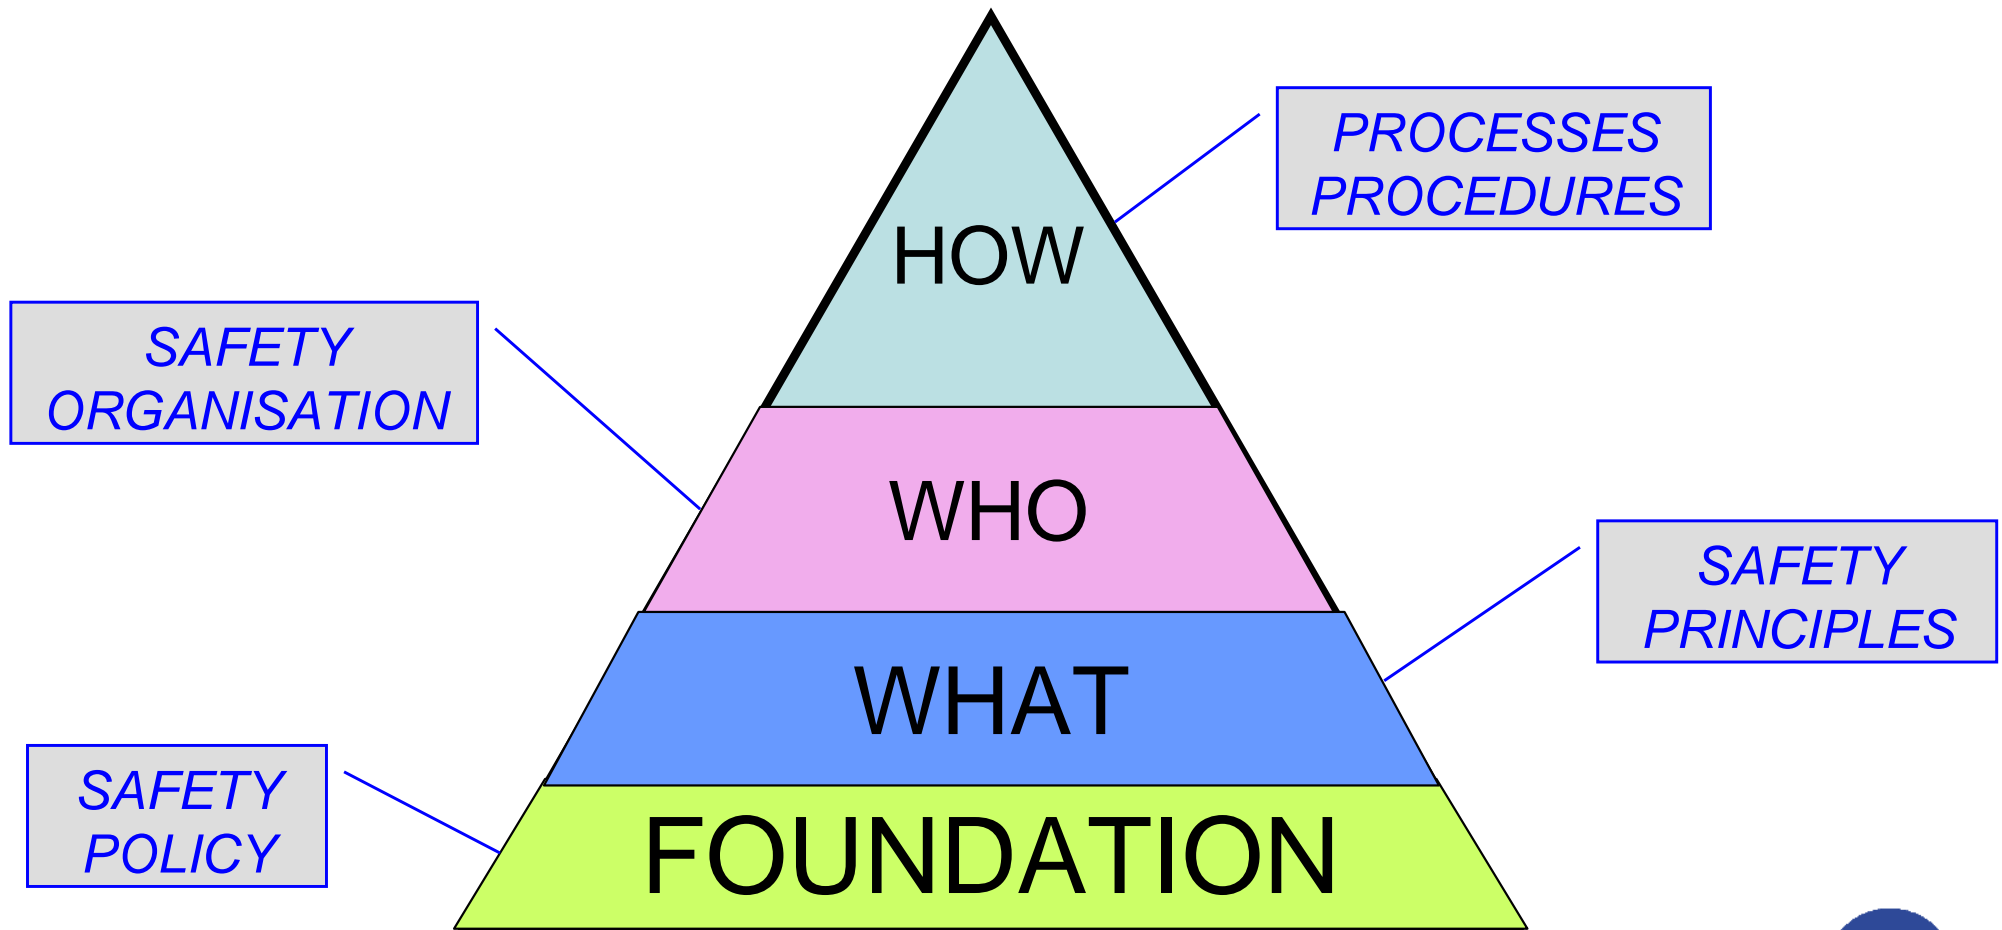 PROCESSES
PROCEDURES
HOW
SAFETY
ORGANISATION
WHO
SAFETY
PRINCIPLES
WHAT
SAFETY
POLICY
FOUNDATION